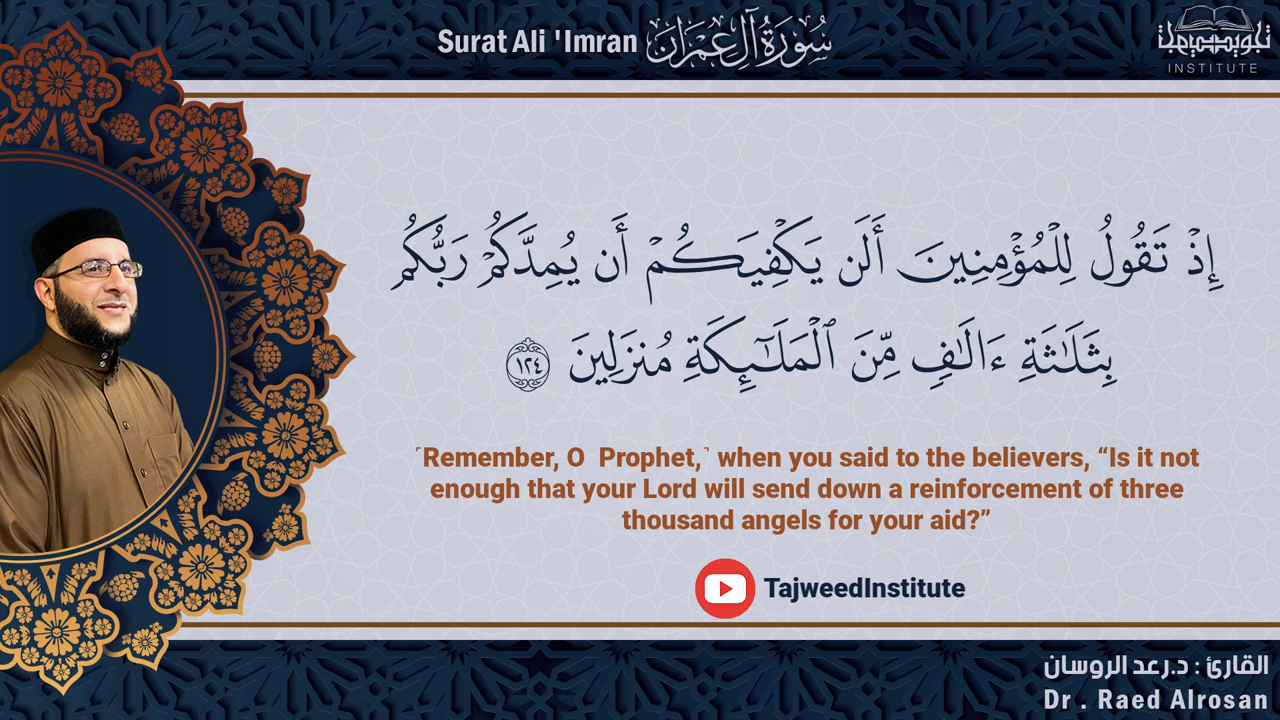 Surat Ali 'Imran سُورَةُ آلِ عِمْرَان
تجويد حميماط
INSTITUTE
إِذۡ تَقُولُ لِلۡمُؤۡمِنِينَ أَلَن يَكۡفِيَكُمۡ أَن يُمِدَّكُمۡ رَبُّكُم
بِثَلَٰثَةِ ءَالَٰفٖ مِّنَ ٱلۡمَلَٰٓئِكَةِ مُنزَلِينَ ١٢٤
˹Remember, O Prophet,˺ when you said to the believers, “Is it not
enough that your Lord will send down a reinforcement of three
thousand angels for your aid?”
TajweedInstitute
القارئ : د.رعد الروسان
Dr . Raed Alrosan